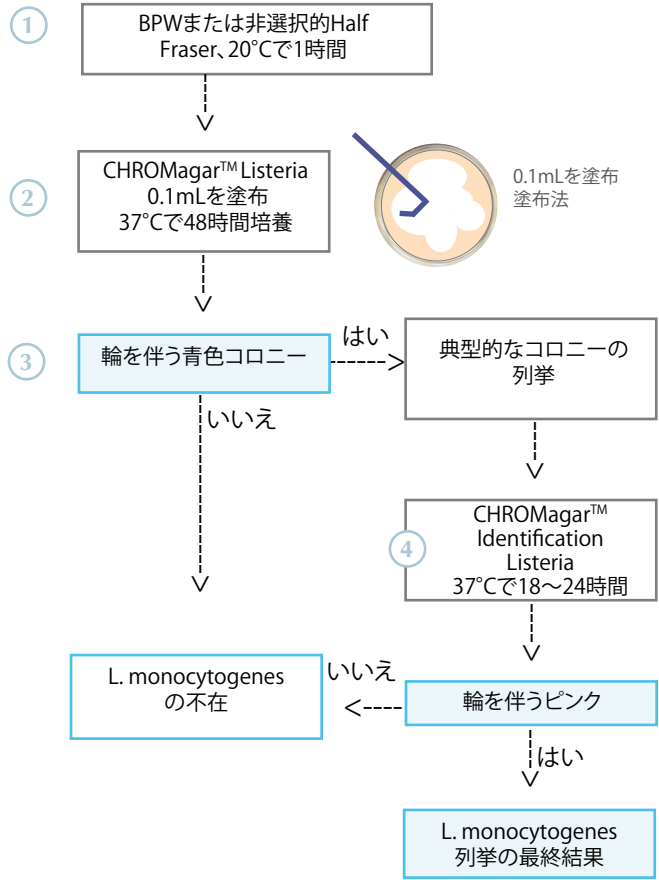 1
BPWまたは非選択的Half
Fraser、20°Cで1時間
2
CHROMagar™ Listeria
0.1mLを塗布
37°Cで48時間培養
0.1mLを塗布
塗布法
3
輪を伴う青色コロニー
はい
典型的なコロニーの
列挙
いいえ
4
CHROMagar™
Identification
Listeria
37°Cで18〜24時間
L. monocytogenes
の不在
いいえ
輪を伴うピンク
はい
L. monocytogenes
列挙の最終結果